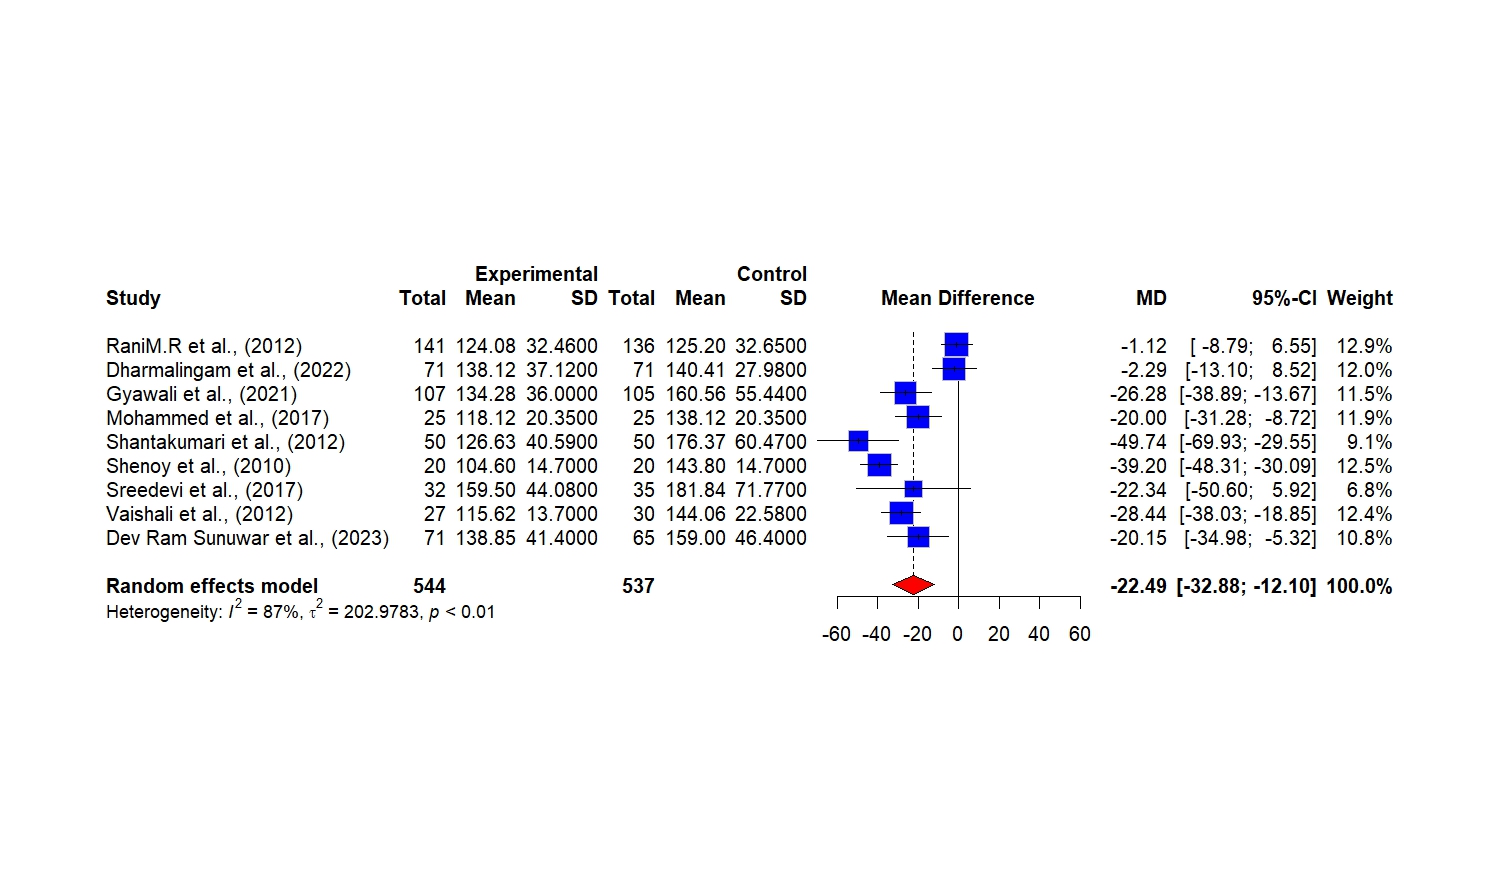 Experimental Control
Study Total Mean SD Total Mean SD Mean Difference MD 95%-CI Weight
RaniM.R et al., (2012) 141 124.08 32.4600 136 125.20 32.6500 -1.12 [ -8.79; 6.55] 12.9%
Dharmalingam et al., (2022) 71 138.12 37.1200 71 140.41 27.9800 -2.29 [-13.10; 8.52] 12.0%
Gyawali et al., (2021) 107 134.28 36.0000 105 160.56 55.4400 -26.28 [-38.89; -13.67] 11.5%
Mohammed et al., (2017) 25 118.12 20.3500 25 138.12 20.3500 -20.00 [-31.28; -8.72] 11.9%
Shantakumari et al., (2012) 50 126.63 40.5900 50 176.37 60.4700 -49.74 [-69.93; -29.55] 9.1%
Shenoy et al., (2010) 20 104.60 14.7000 20 143.80 14.7000 -39.20 [-48.31; -30.09] 12.5%
Sreedevi et al., (2017) 32 159.50 44.0800 35 181.84 71.7700 -22.34 [-50.60; 5.92] 6.8%
Vaishali et al., (2012) 27 115.62 13.7000 30 144.06 22.5800 -28.44 [-38.03; -18.85] 12.4%
Dev Ram Sunuwar et al., (2023) 71 138.85 41.4000 65 159.00 46.4000 -20.15 [-34.98; -5.32] 10.8%
Random effects model 544 537 -22.49 [-32.88; -12.10] 100.0%
Heterogeneity: I² = 87%, τ² = 202.9783, p < 0.01
-60 -40 -20 0 20 40 60